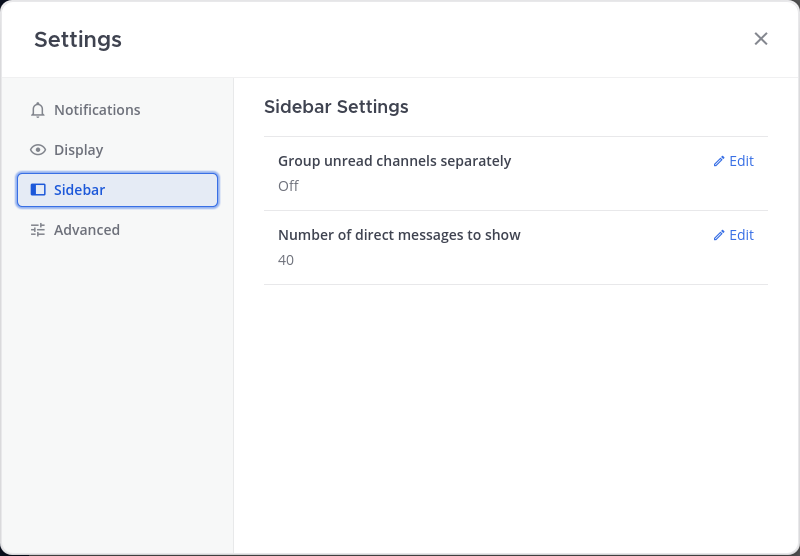 Settings
Notifications
Display
Sidebar
Advanced
Sidebar Settings
Group unread channels separately
Edit
Off
Number of direct messages to show
Edit
40